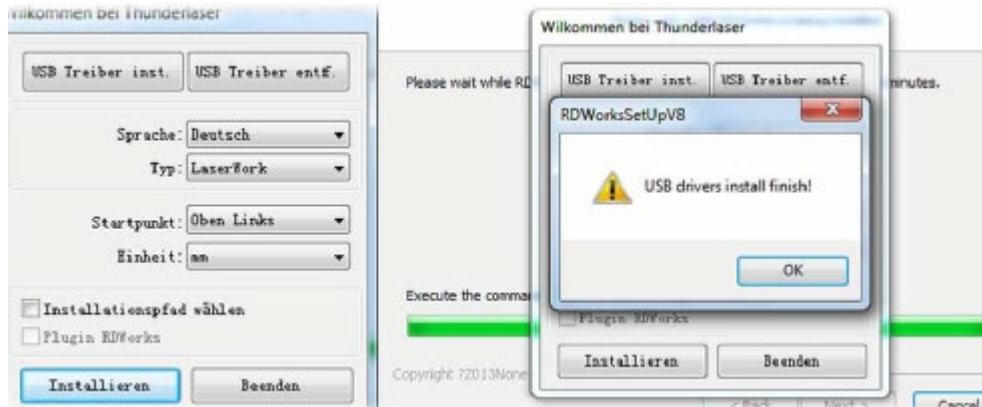 Wilkommen bei Thunderlaser
USB Treiber inst.
USB Treiber entf.
Sprache: Deutsch
Typ: LaserWork
Startpunkt: Oben Links
Einheit: mm
Installationspfad wählen
Plugin RDWorks
Installieren
Beenden
Please wait while RD
minutes.
Execute the comma
Copyright ?2013None
Wilkommen bei Thunderlaser
USB Treiber inst.
USB Treiber entf.
RDWorksSetUpV8
USB drivers install finish!
OK
Plugin RDWorks
Installieren
Beenden
< Back
Next >
Cancel